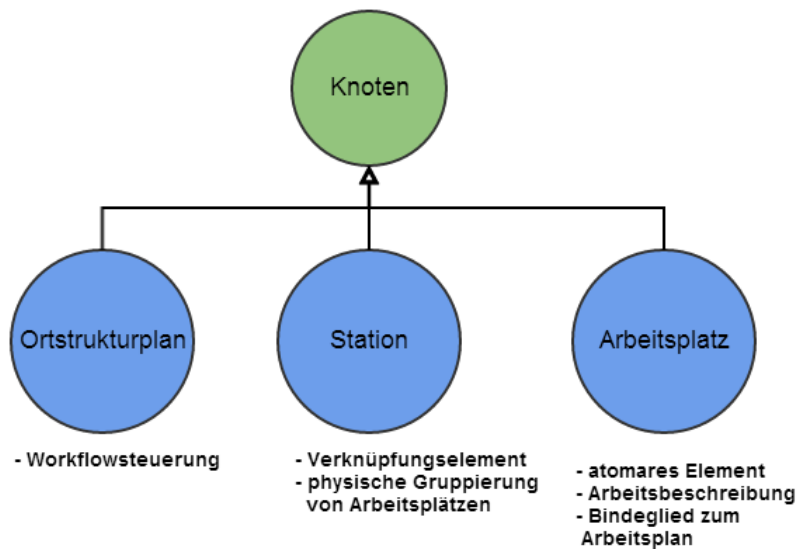 Knoten
Ortstrukturplan
Station
Arbeitsplatz
- Workflowsteuerung
- Verknüpfungselement
- physische Gruppierung
von Arbeitsplätzen
- atomares Element
- Arbeitsbeschreibung
- Bindeglied zum
Arbeitsplan